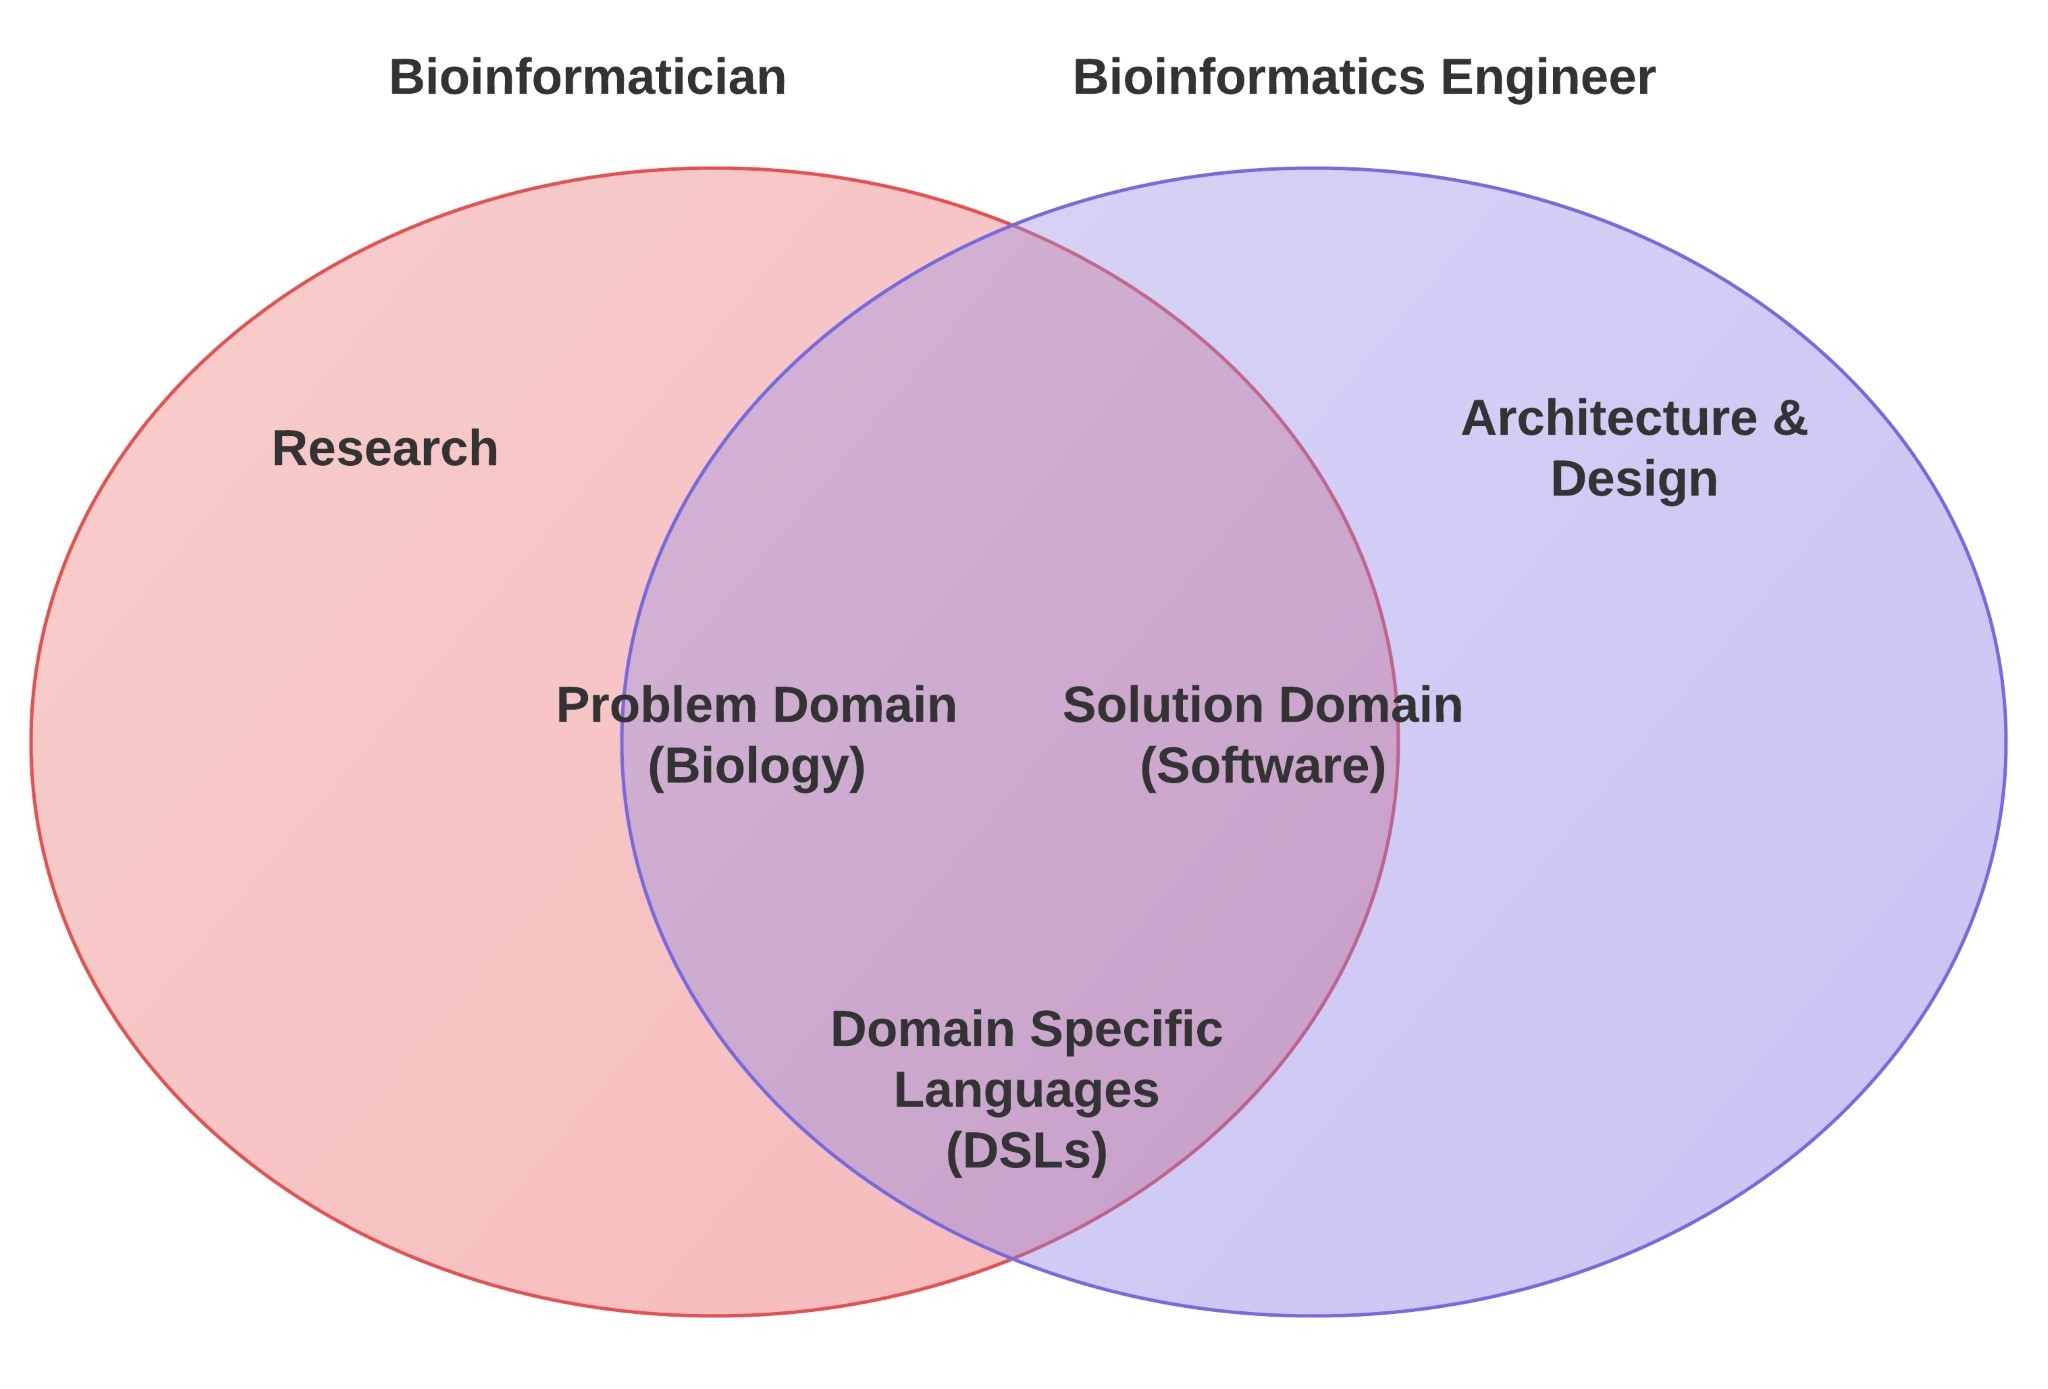 Bioinformatician
Bioinformatics Engineer
Research
Architecture &
Design
Problem Domain
(Biology)
Solution Domain
(Software)
Domain Specific
Languages
(DSLs)